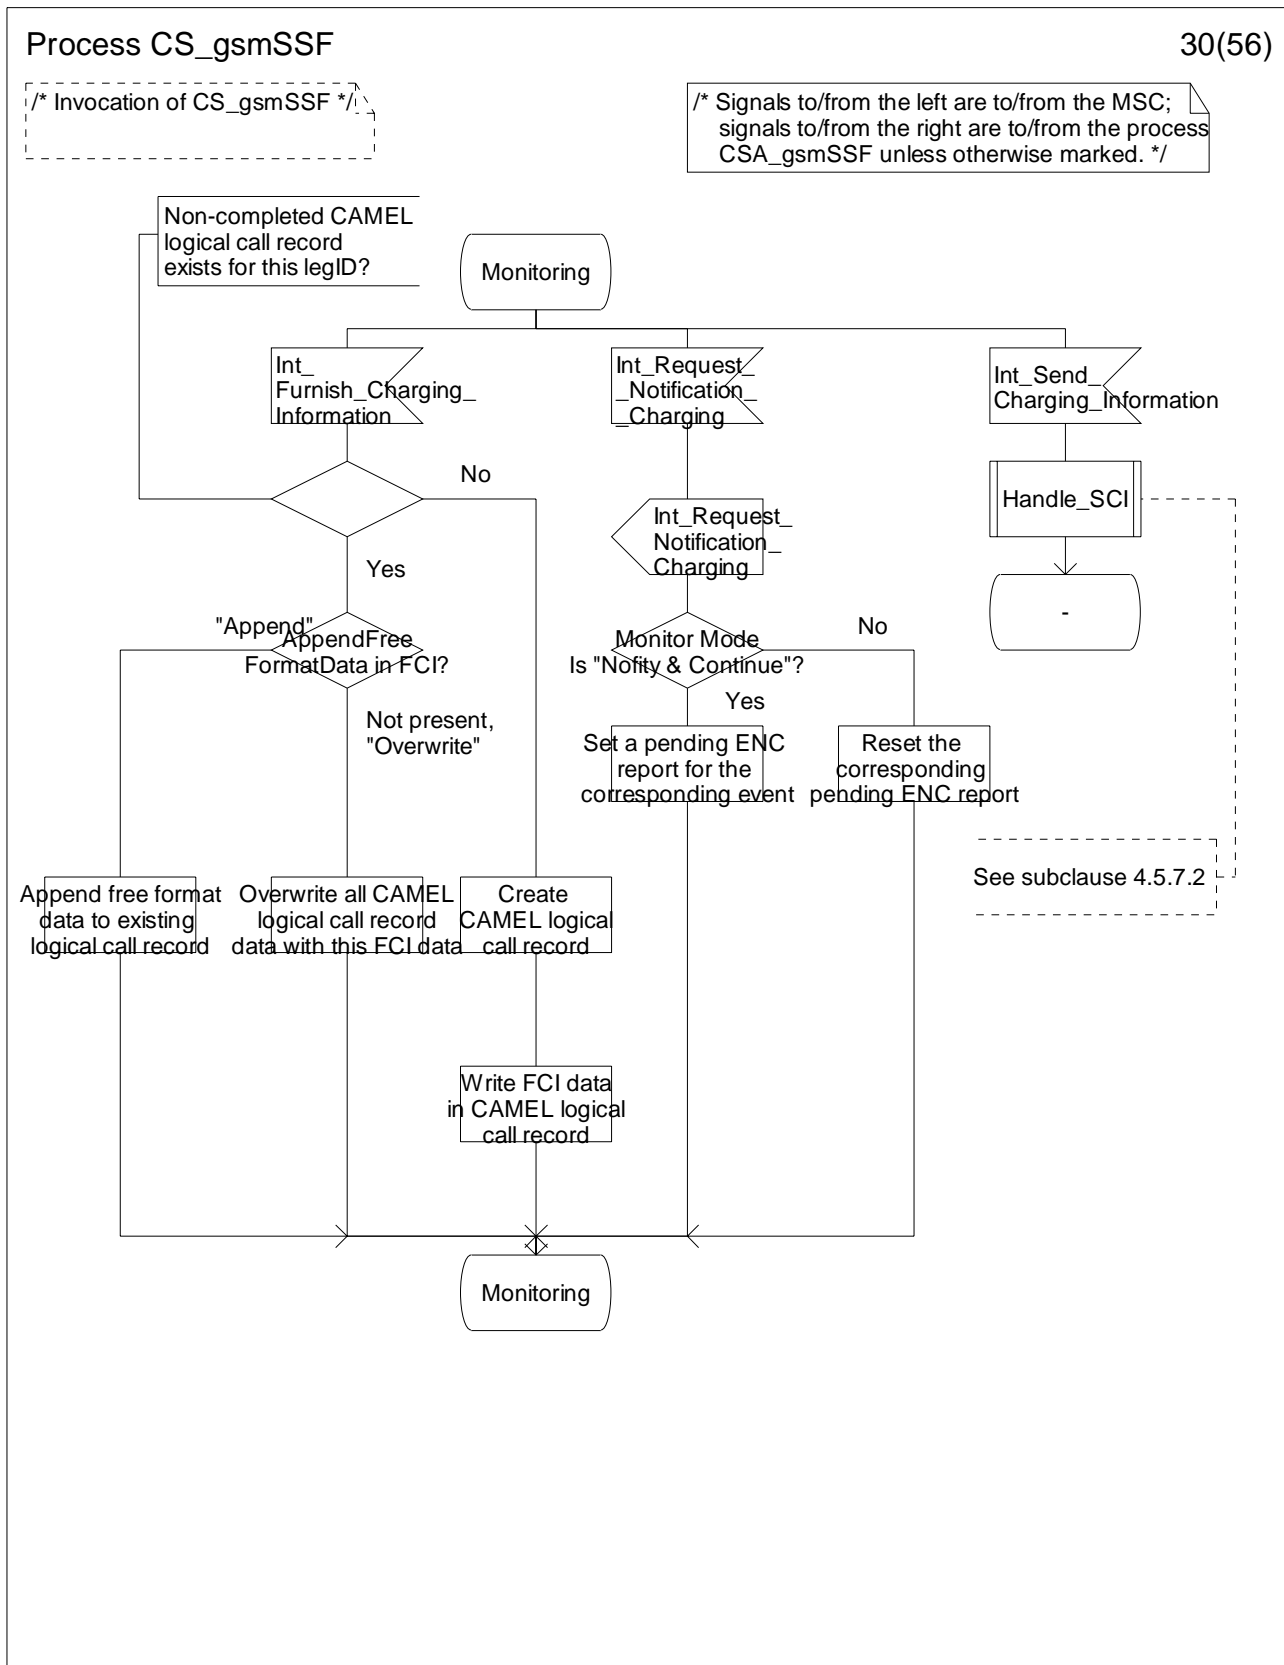 Process CS_gsmSSF
30(56)
/* Invocation of CS_gsmSSF */
/* Signals to/from the left are to/from the MSC;
signals to/from the right are to/from the process
CSA_gsmSSF unless otherwise marked. */
Non-completed CAMEL
logical call record
exists for this legID?
Monitoring
Int_
Furnish_Charging_
Information
Int_Request_
_Notification_
_Charging
Int_Send_
Charging_Information
No
Int_Request_
Notification_
Charging
Handle_SCI
Yes
"Append"
AppendFree
FormatData in FCI?
Monitor Mode
Is "Nofity & Continue"?
No
-
Not present,
"Overwrite"
Yes
Set a pending ENC
report for the
corresponding event
Reset the
corresponding
pending ENC report
See subclause 4.5.7.2
Append free format
data to existing
logical call record
Overwrite all CAMEL
logical call record
data with this FCI data
Create
CAMEL logical
call record
Write FCI data
in CAMEL logical
call record
Monitoring